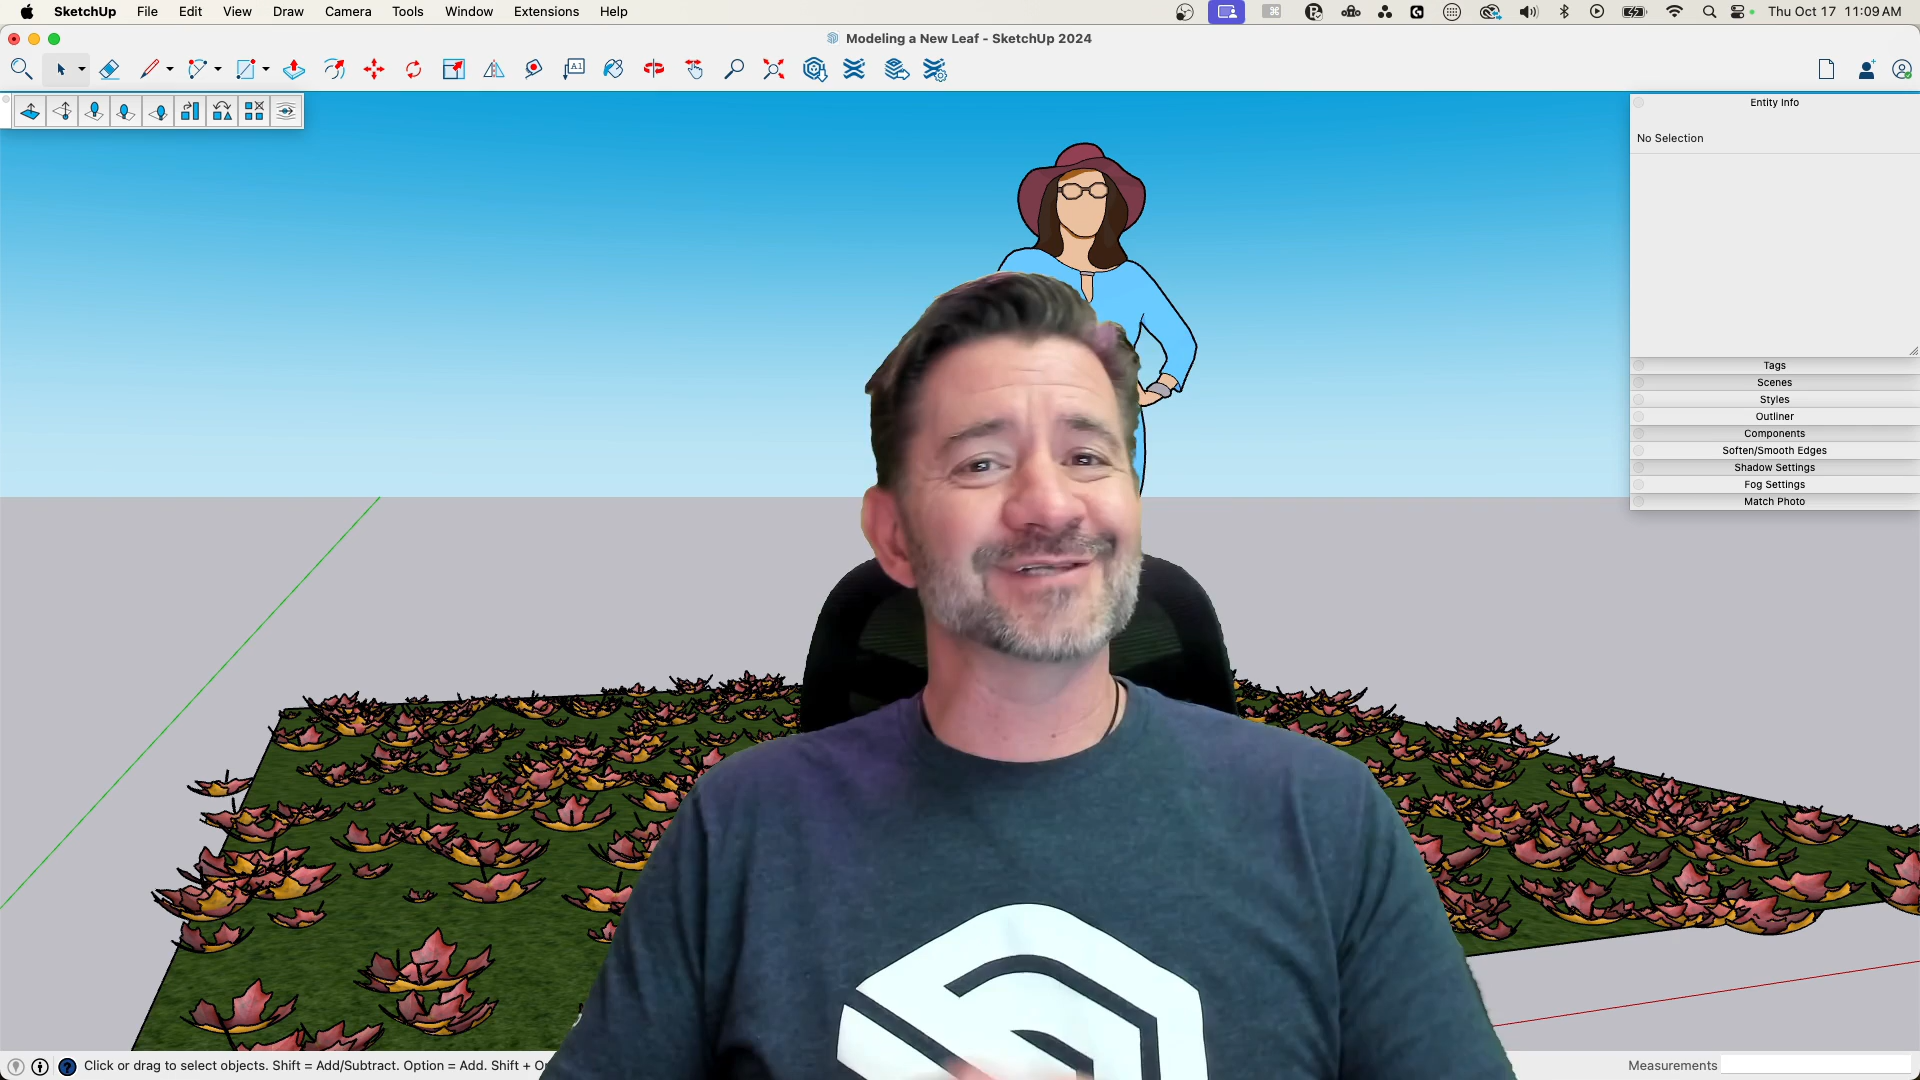 SketchUp File Edit View Draw Camera Tools Window Extensions Help Thu Oct 17 11:09 AM
Modeling a New Leaf - SketchUp 2024
A1
Entity Info
No Selection
Tags
Scenes
Styles
Outliner
Components
Soften/Smooth Edges
Shadow Settings
Fog Settings
Match Photo
Click or drag to select objects. Shift = Add/Subtract. Option = Add. Shift + O
Measurements